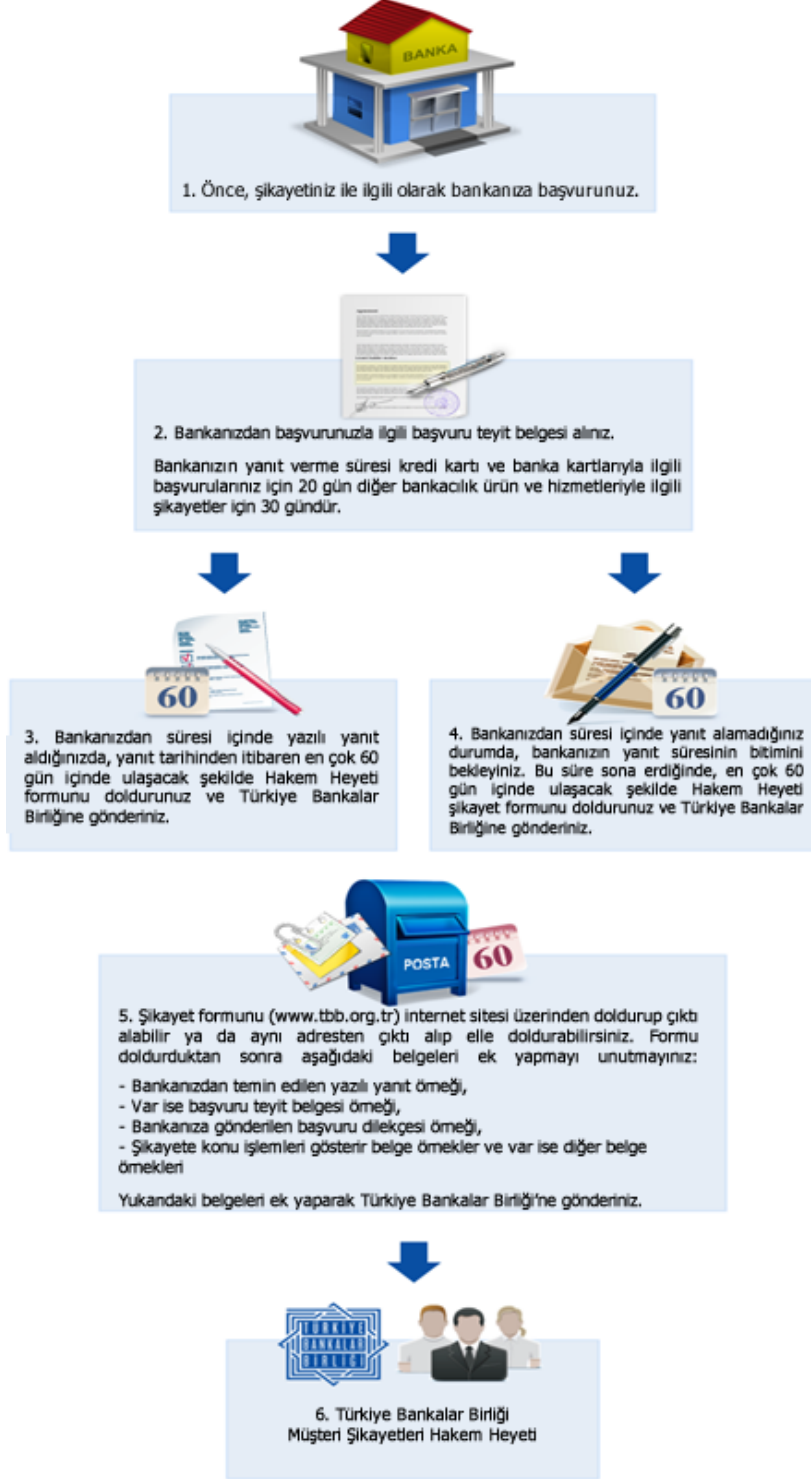 BANKA
1. Önce, şikayetiniz ile ilgili olarak bankanıza başvurunuz.
2. Bankanızdan başvurunuzla ilgili başvuru teyit belgesi alınız.
Bankanızın yanıt verme süresi kredi kartı ve banka kartlarıyla ilgili
başvurularınız için 20 gün diğer bankacılık ürün ve hizmetleriyle ilgili
şikayetler için 30 gündür.
60
3. Bankanızdan süresi içinde yazılı yanıt
aldığınızda, yanıt tarihinden itibaren en çok 60
gün içinde ulaşacak şekilde Hakem Heyeti
formunu doldurunuz ve Türkiye Bankalar
Birliğine gönderiniz.
60
4. Bankanızdan süresi içinde yanıt alamadığınız
durumda, bankanızın yanıt süresinin bitimini
bekleyiniz. Bu süre sona erdiğinde, en çok 60
gün içinde ulaşacak şekilde Hakem Heyeti
şikayet formunu doldurunuz ve Türkiye Bankalar
Birliğine gönderiniz.
POSTA
60
5. Şikayet formunu (www.tbb.org.tr) internet sitesi üzerinden doldurup çıktı
alabilir ya da aynı adresten çıktı alıp elle doldurabilirsiniz. Formu
doldurduktan sonra aşağıdaki belgeleri ek yapmayı unutmayınız:
- Bankanızdan temin edilen yazılı yanıt örneği,
- Var ise başvuru teyit belgesi örneği,
- Bankanıza gönderilen başvuru dilekçesi örneği,
- Şikayete konu işlemleri gösterir belge örnekler ve var ise diğer belge
örnekleri
Yukarıdaki belgeleri ek yaparak Türkiye Bankalar Birliği'ne gönderiniz.
TÜRKİYE
BANKALAR
BİRLİĞİ
6. Türkiye Bankalar Birliği
Müşteri Şikayetleri Hakem Heyeti